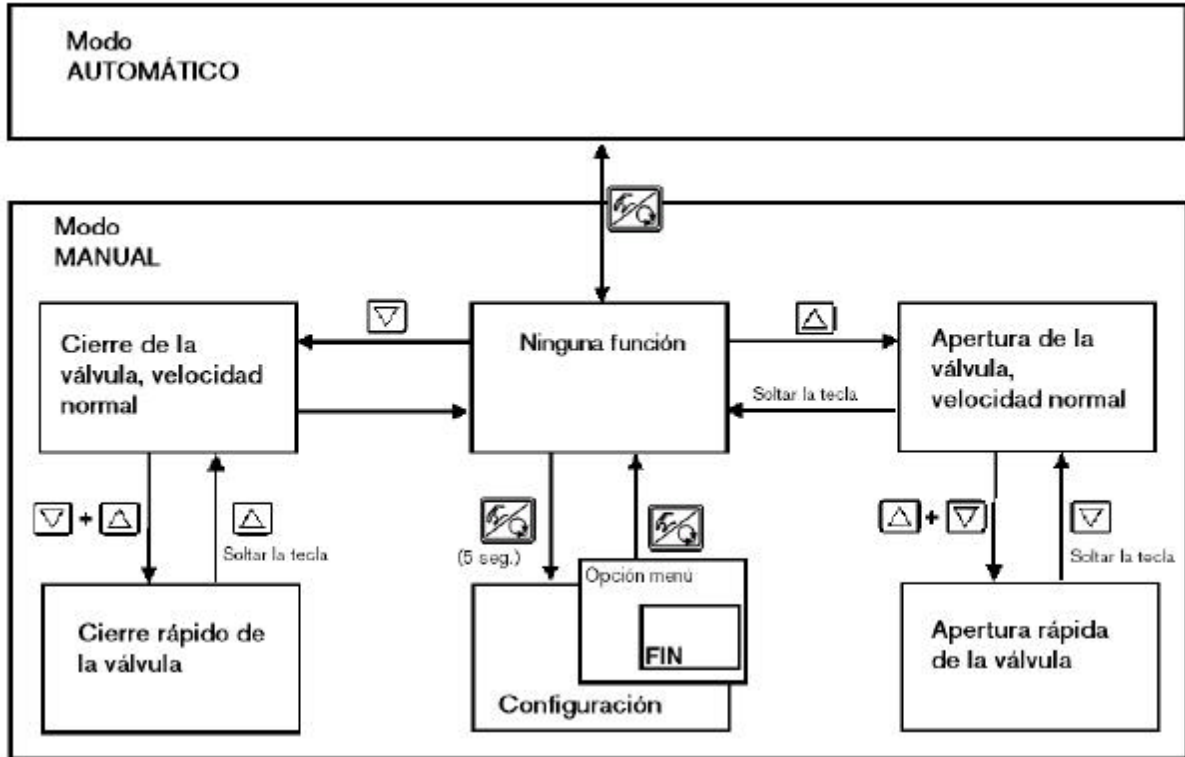 Modo
AUTOMÁTICO
Modo
MANUAL
Cierre de la
válvula, velocidad
normal
Ninguna función
Apertura de la
válvula,
velocidad normal
Soltar la tecla
+
Soltar la tecla
(5 seg.)
+
Soltar la tecla
Cierre rápido de
la válvula
Opción menú
FIN
Configuración
Apertura rápida
de la válvula